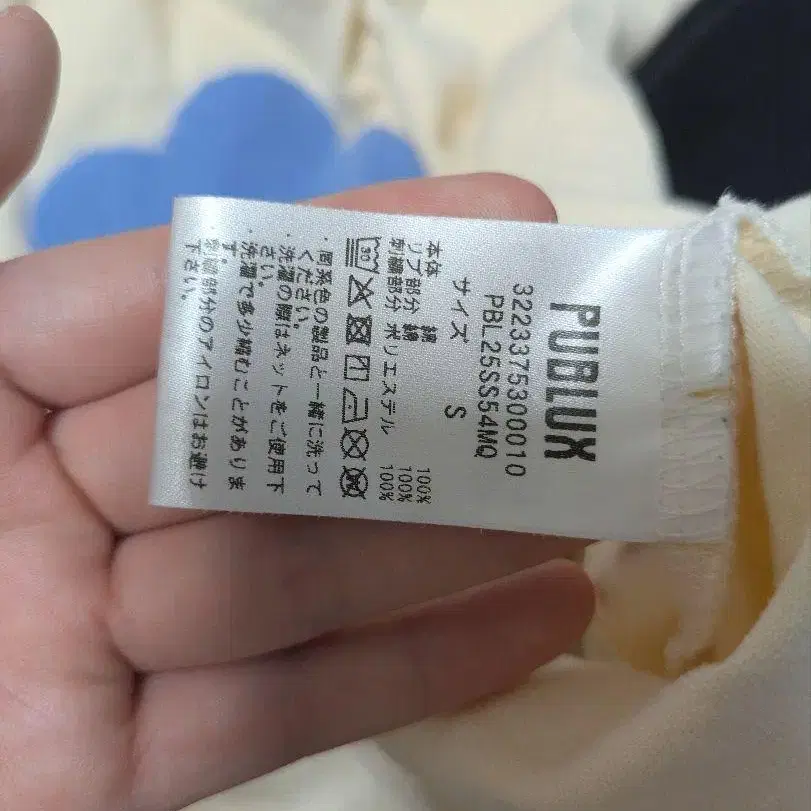 PUBLUX
3223375300010
PBL25SS54MQ
サイズ S
本体 綿 100%
リブ部分 綿 100%
刺繍部分 ポリエステル 100%
30
・同系色の製品と一緒に洗って
ください。
・洗濯の際はネットをご使用下
さい。
・洗濯で多少縮むことがありま
す。
・刺繍部分のアイロンはお避け
下さい。